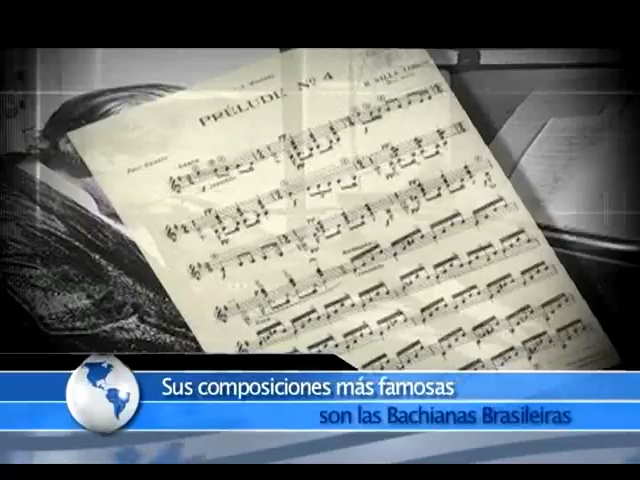 PRÉLUDE Nº 4
H. VILLA-LOBOS
Sus composiciones más famosas
son las Bachianas Brasileiras